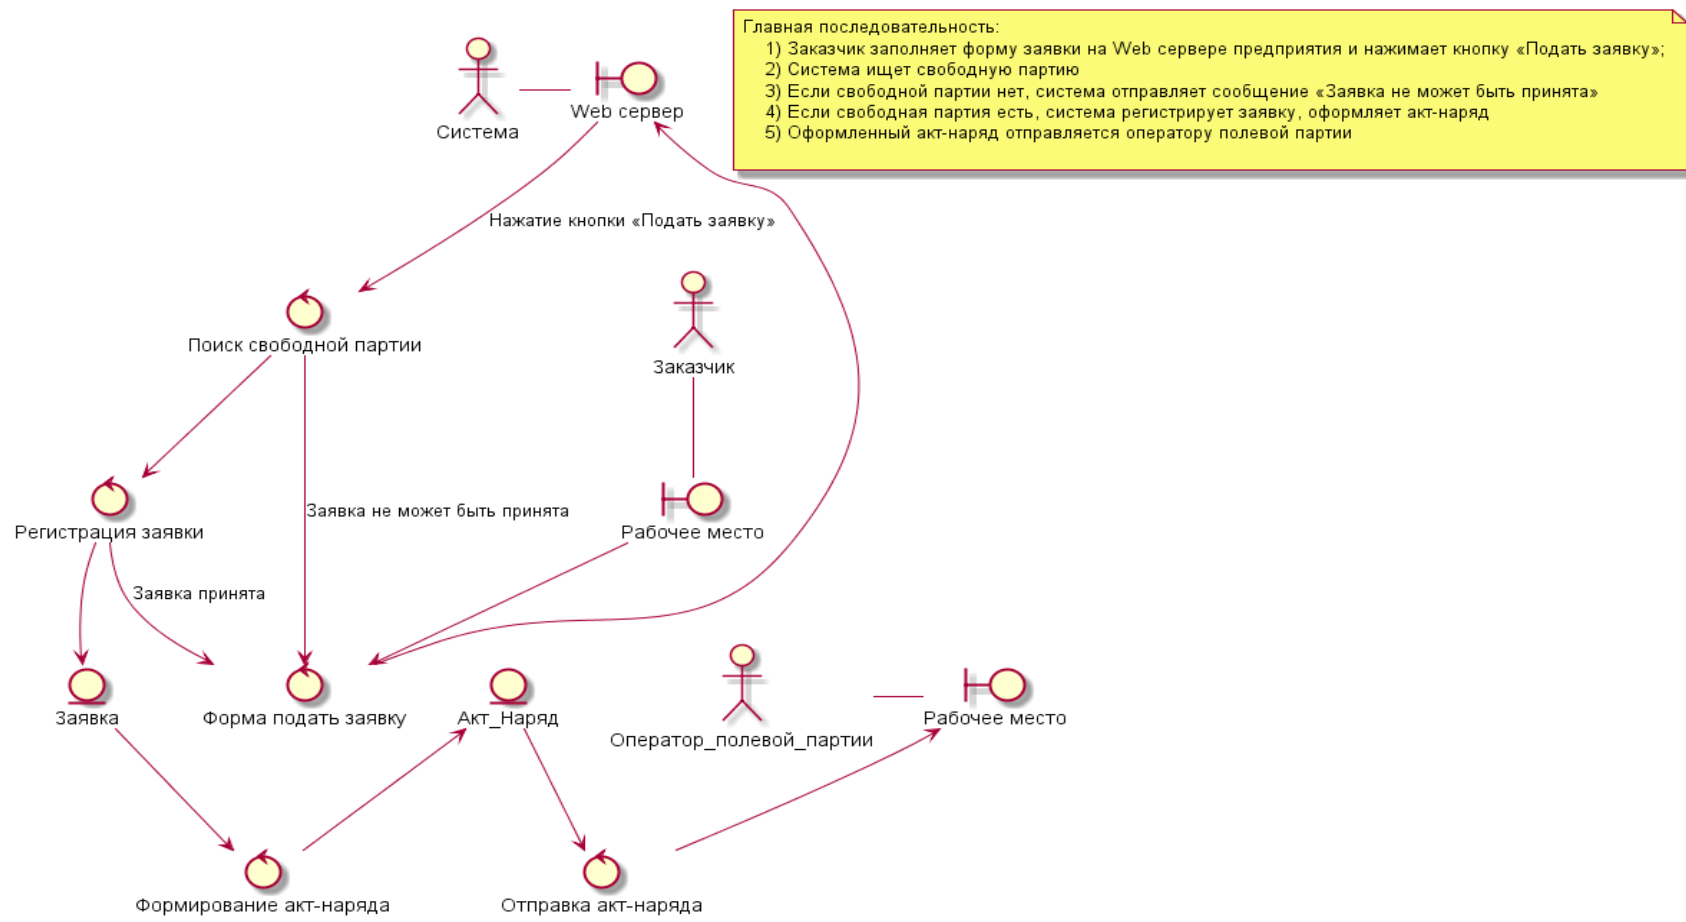 Главная последовательность:
1) Заказчик заполняет форму заявки на Web сервере предприятия и нажимает кнопку «Подать заявку»;
2) Система ищет свободную партию
3) Если свободной партии нет, система отправляет сообщение «Заявка не может быть принята»
4) Если свободная партия есть, система регистрирует заявку, оформляет акт-наряд
5) Оформленный акт-наряд отправляется оператору полевой партии
Web сервер
Система
Нажатие кнопки «Подать заявку»
Поиск свободной партии
Заказчик
Заявка не может быть принята
Регистрация заявки
Рабочее место
Заявка принята
Заявка
Форма подать заявку
Акт_Наряд
Оператор_полевой_партии
Рабочее место
Формирование акт-наряда
Отправка акт-наряда